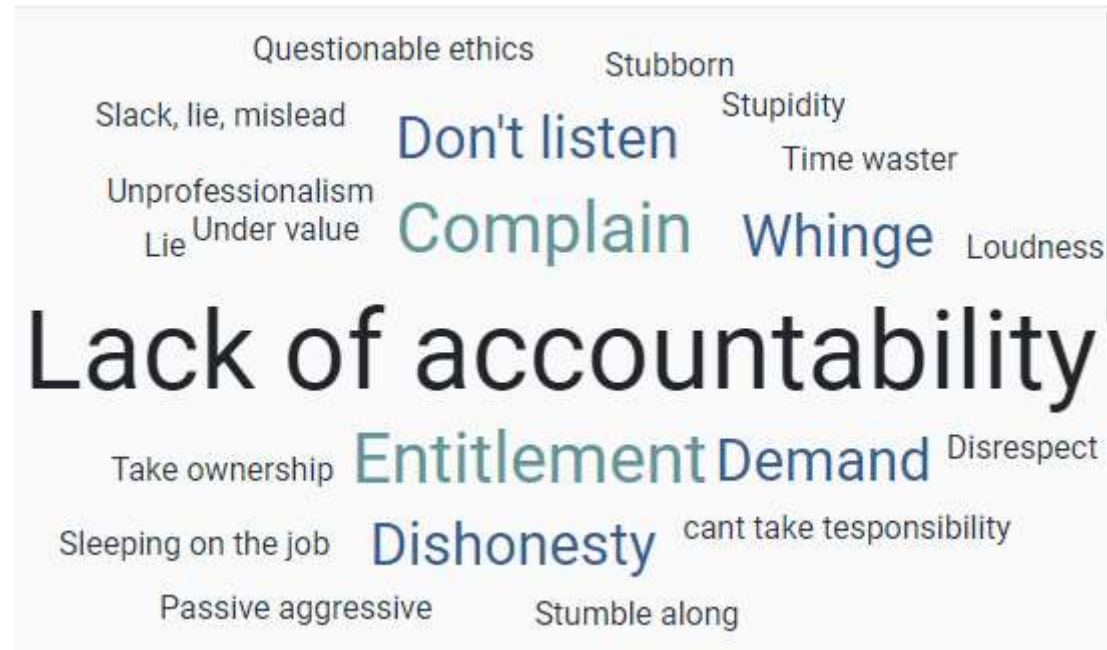 Questionable ethics
Stubborn
Stupidity
Slack, lie, mislead
Don't listen
Time waster
Unprofessionalism
Under value
Lie
Complain
Whinge
Loudness
Lack of accountability
Take ownership
Entitlement
Demand
Disrespect
Sleeping on the job
Dishonesty
cant take tesponsibility
Passive aggressive
Stumble along